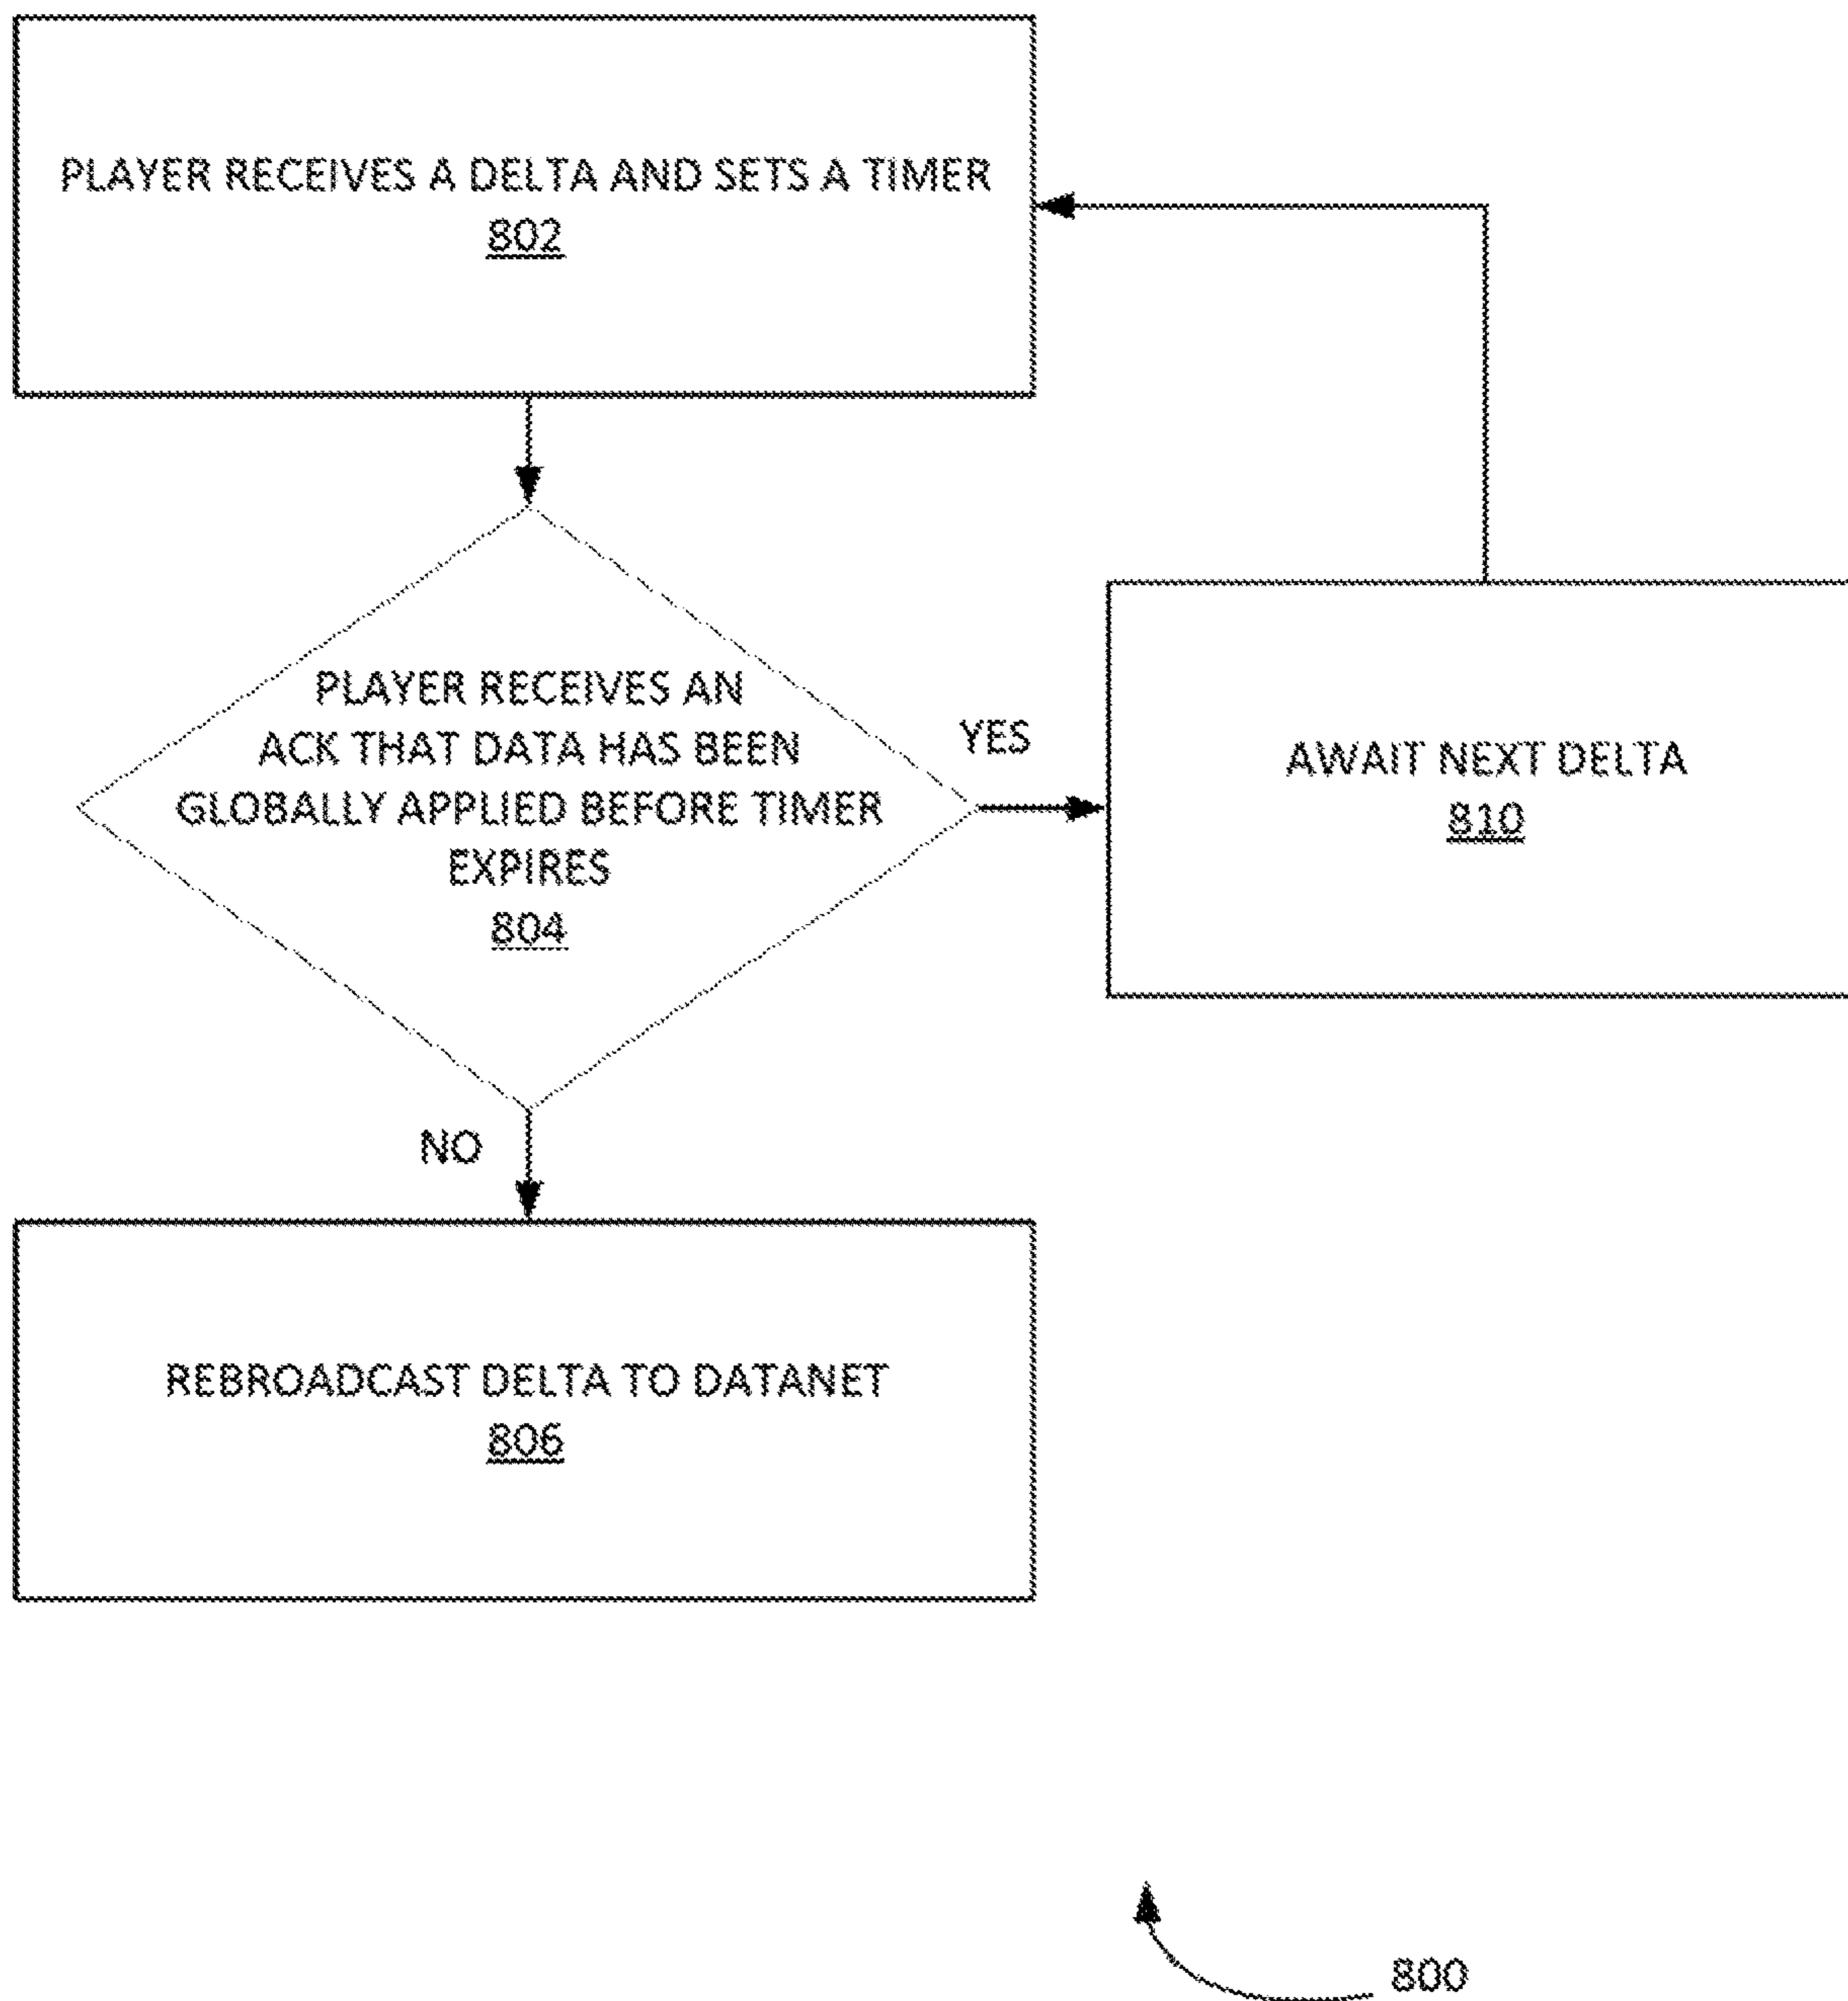 PLAYER RECEIVES A DELTA AND SETS A TIMER
802
PLAYER RECEIVES AN
ACK THAT DATA HAS BEEN
GLOBALLY APPLIED BEFORE TIMER
EXPIRES
804
YES
AWAIT NEXT DELTA
810
NO
REBROADCAST DELTA TO DATANET
806
800